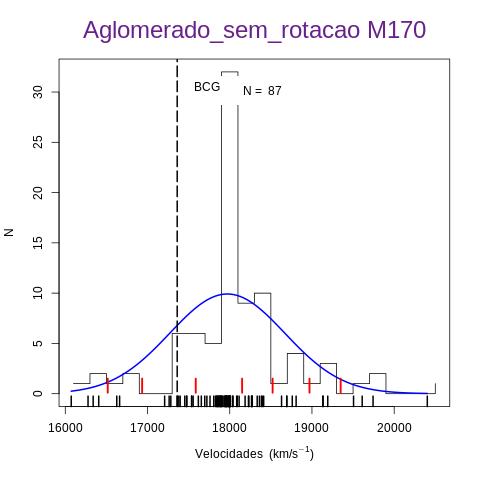 Aglomerado_sem_rotacao M170
BCG
N = 87
N
30
25
20
15
10
5
0
16000 17000 18000 19000 20000
Velocidades (km/s⁻¹)